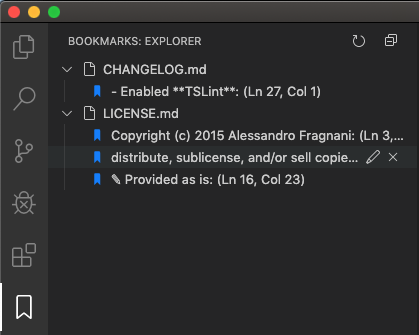 BOOKMARKS: EXPLORER
CHANGELOG.md
- Enabled **TSLint**: (Ln 27, Col 1)
LICENSE.md
Copyright (c) 2015 Alessandro Fragnani: (Ln 3,...
distribute, sublicense, and/or sell copie...
✎ Provided as is: (Ln 16, Col 23)